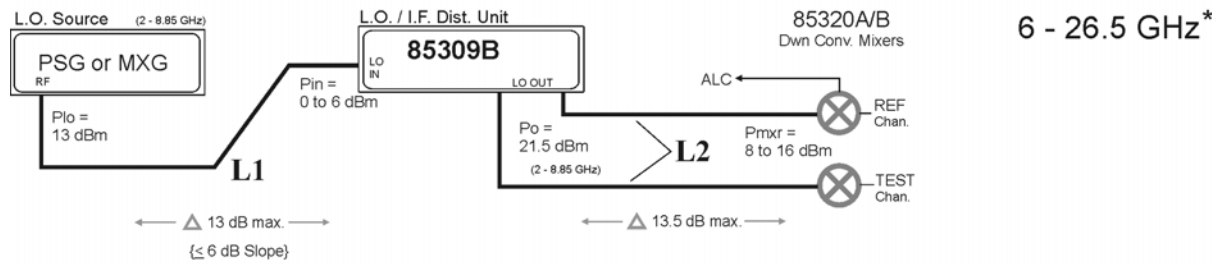 L.O. Source (2 - 8.85 GHz)
PSG or MXG
RF
Plo =
13 dBm
L1
Pin =
0 to 6 dBm
L.O. / I.F. Dist. Unit
85309B
LO
IN
LO OUT
Po =
21.5 dBm
(2 - 8.85 GHz)
L2
85320A/B
Dwn Conv. Mixers
ALC
Pmxr =
8 to 16 dBm
REF
Chan.
TEST
Chan.
6 - 26.5 GHz*
△ 13 dB max.
{≤ 6 dB Slope}
△ 13.5 dB max.